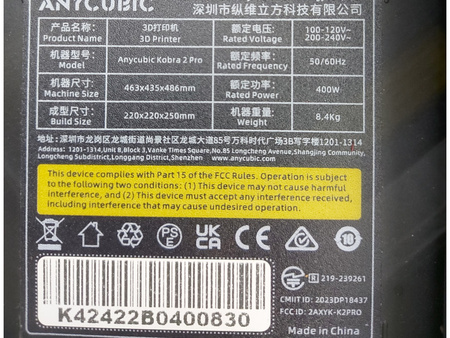 ANYCUBIC 深圳市纵维立方科技有限公司
产品名称: 3D打印机 额定电压: 100-120V~
Product Name 3D Printer Rated Voltage 200-240V~
机器型号: Anycubic Kobra 2 Pro 额定频率: 50/60Hz
Model Rated Frequency
机器尺寸: 463x435x486mm 额定功率: 400W
Machine Size Rated Power
成型尺寸: 220x220x250mm 机器重量: 8.4Kg
Build Size Weight
地址:深圳市龙岗区龙城街道尚景社区龙城大道85号万科时代广场3B写字楼1201-1314
Address: 1201-1314,Unit B,Block 3,Vanke Times Square,No.85 Longcheng Avenue,Shangjing Community,
Longcheng Subdistrict,Longgang District,Shenzhen www.anycubic.com
This device complies with Part 15 of the FCC Rules. Operation is subject
to the following two conditions: (1) This device may not cause harmful
interference, and (2) This device must accept any interference received,
including interference that may cause undesired operation.
PSE UKCA CE 10
R 219-239261
CMIIT ID: 2023DP18437
FCC ID: 2AXYK-K2PRO
K42422B0400830
Made in China